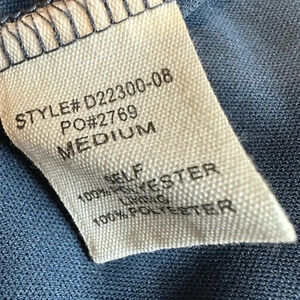 STYLE# D22300-08
PO#2769
MEDIUM
SELF
100% POLYESTER
LINING
100% POLYESTER